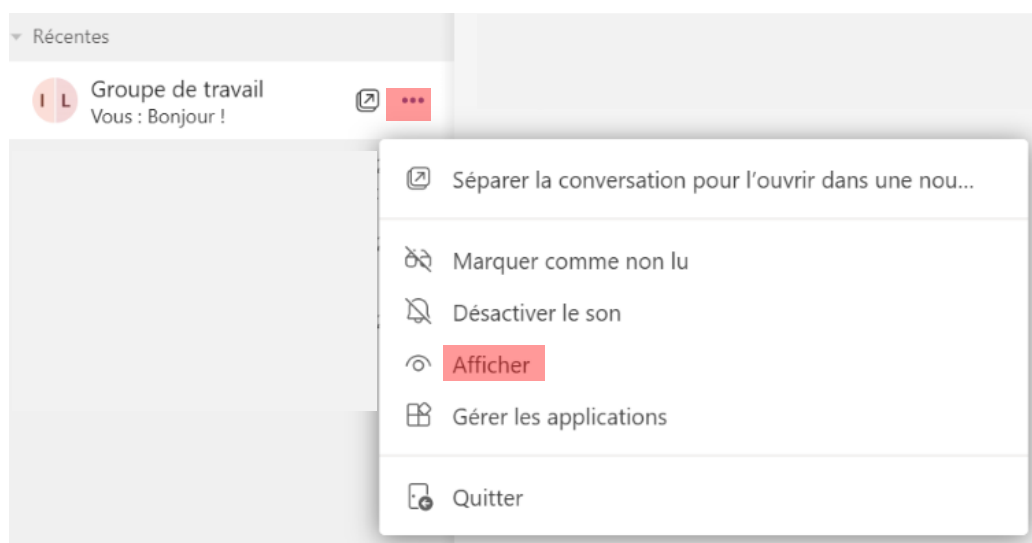 Récentes
I L
Groupe de travail
Vous : Bonjour !
Séparer la conversation pour l’ouvrir dans une nou...
Marquer comme non lu
Désactiver le son
Afficher
Gérer les applications
Quitter